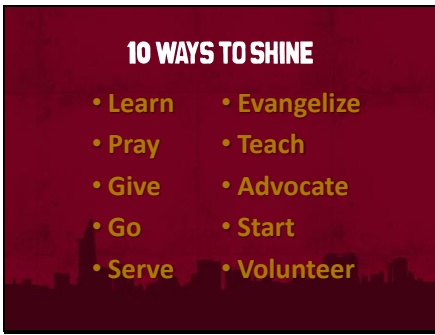 10 WAYS TO SHINE
• Learn
• Pray
• Give
• Go
• Serve
• Evangelize
• Teach
• Advocate
• Start
• Volunteer